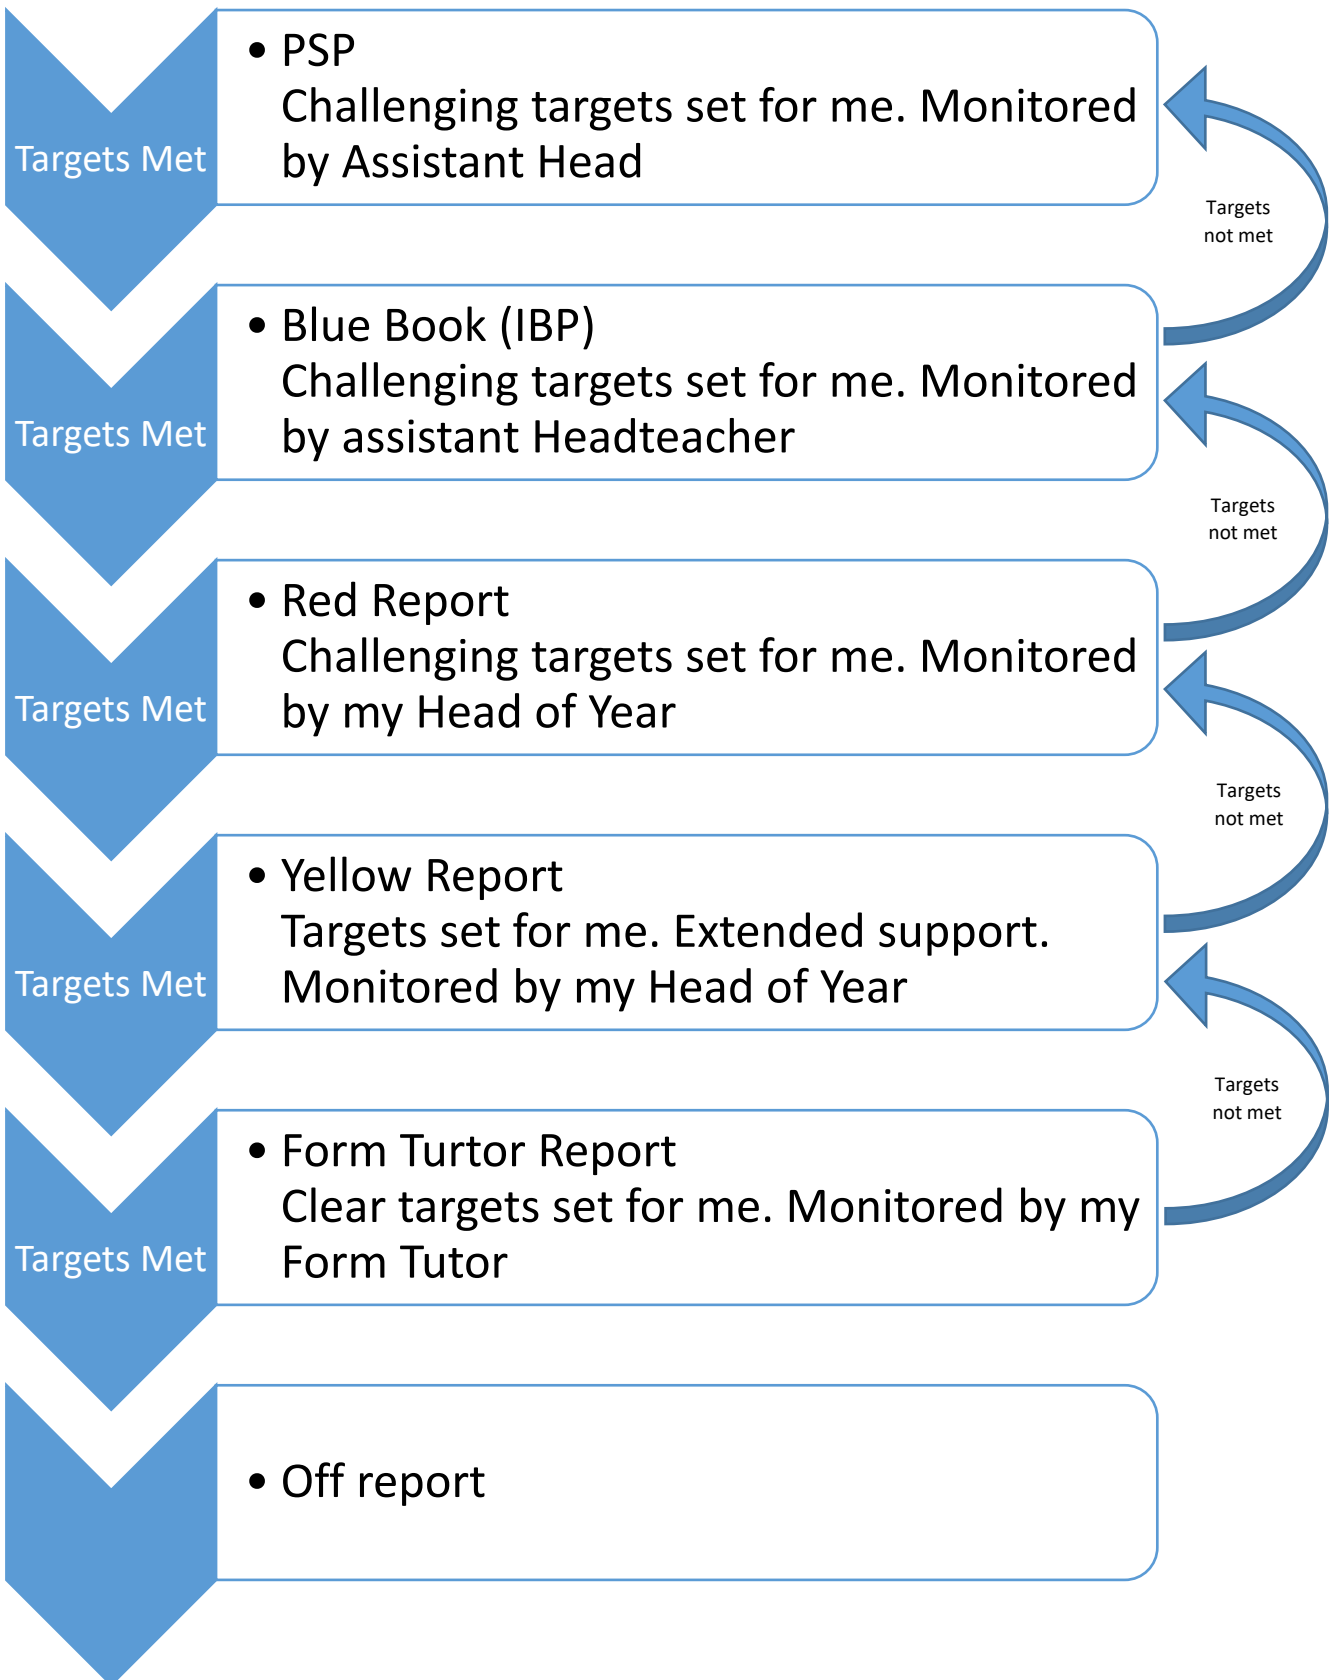 Targets Met
• PSP
Challenging targets set for me. Monitored
by Assistant Head
Targets
not met
Targets Met
• Blue Book (IBP)
Challenging targets set for me. Monitored
by assistant Headteacher
Targets
not met
Targets Met
• Red Report
Challenging targets set for me. Monitored
by my Head of Year
Targets
not met
Targets Met
• Yellow Report
Targets set for me. Extended support.
Monitored by my Head of Year
Targets
not met
Targets Met
• Form Turtor Report
Clear targets set for me. Monitored by my
Form Tutor
• Off report